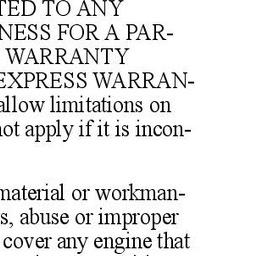 TED TO ANY
NESS FOR A PAR-
WARRANTY
EXPRESS WARRAN-
allow limitations on
not apply if it is incon-
material or workman-
s, abuse or improper
cover any engine that